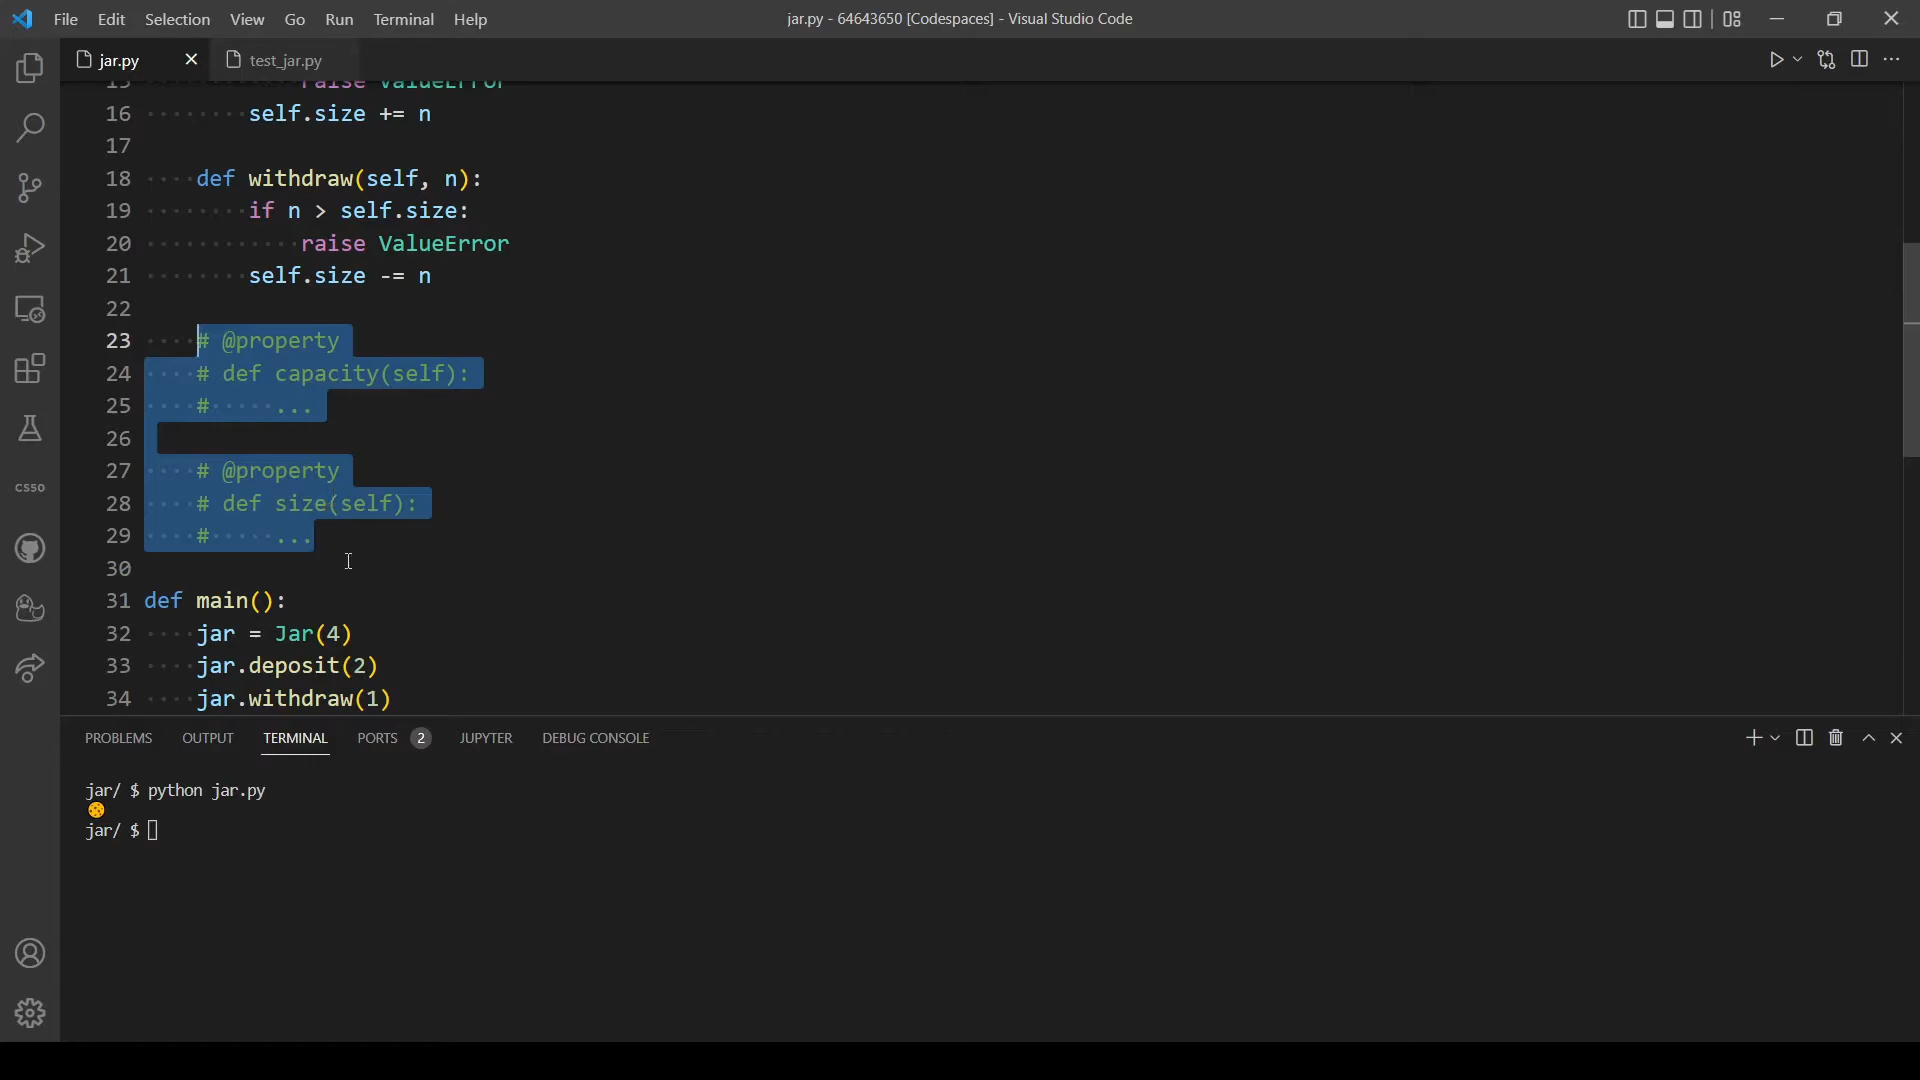 File Edit Selection View Go Run Terminal Help
jar.py - 64643650 [Codespaces] - Visual Studio Code
jar.py
test_jar.py
15 raise ValueError
16 self.size += n
17
18 def withdraw(self, n):
19 if n > self.size:
20 raise ValueError
21 self.size -= n
22
23 # @property
24 # def capacity(self):
25 # ...
26
27 # @property
28 # def size(self):
29 # ...
30
31 def main():
32 jar = Jar(4)
33 jar.deposit(2)
34 jar.withdraw(1)
CS50
PROBLEMS OUTPUT TERMINAL PORTS 2 JUPYTER DEBUG CONSOLE
jar/ $ python jar.py
🍪
jar/ $